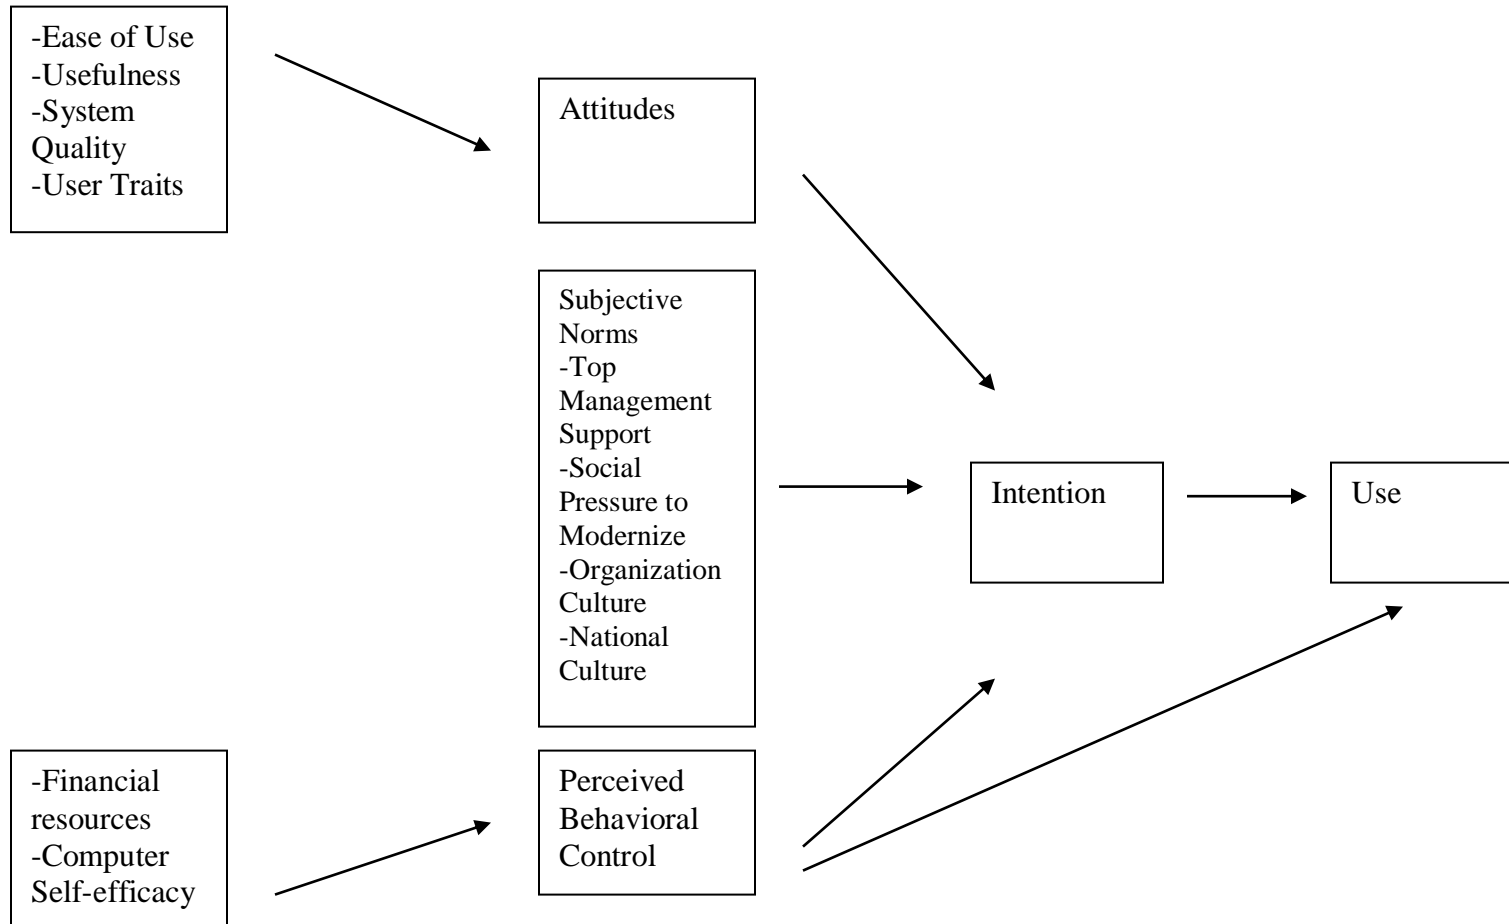 -Ease of Use
-Usefulness
-System
Quality
-User Traits
Attitudes
Subjective
Norms
-Top
Management
Support
-Social
Pressure to
Modernize
-Organization
Culture
-National
Culture
Intention
Use
-Financial
resources
-Computer
Self-efficacy
Perceived
Behavioral
Control